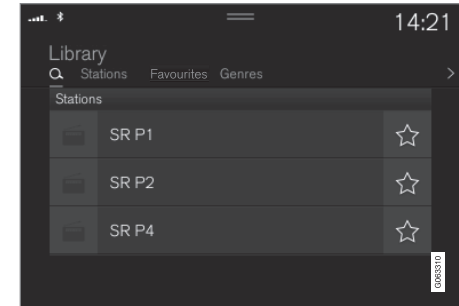 14:21
Library
Stations Favourites Genres
Stations
SR P1
SR P2
SR P4
G063310